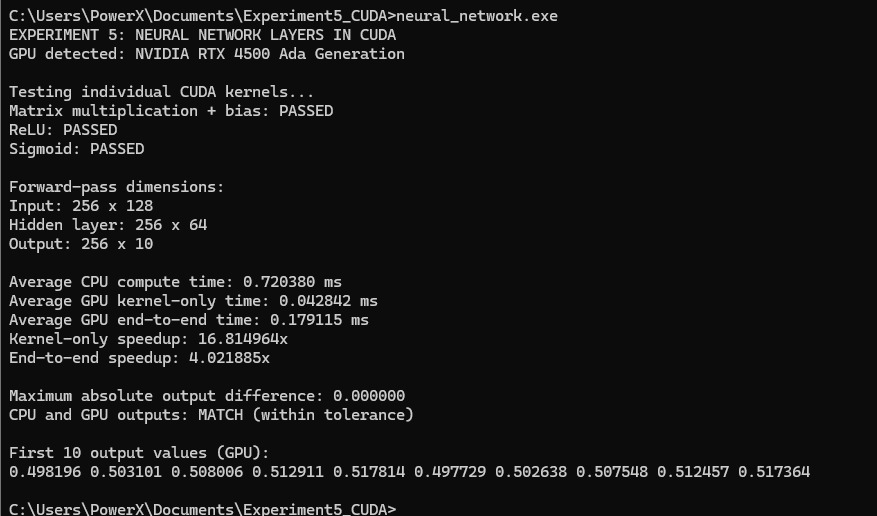 C:\Users\PowerX\Documents\Experiment5_CUDA>neural_network.exe
EXPERIMENT 5: NEURAL NETWORK LAYERS IN CUDA
GPU detected: NVIDIA RTX 4500 Ada Generation
Testing individual CUDA kernels...
Matrix multiplication + bias: PASSED
ReLU: PASSED
Sigmoid: PASSED
Forward-pass dimensions:
Input: 256 x 128
Hidden layer: 256 x 64
Output: 256 x 10
Average CPU compute time: 0.720380 ms
Average GPU kernel-only time: 0.042842 ms
Average GPU end-to-end time: 0.179115 ms
Kernel-only speedup: 16.814964x
End-to-end speedup: 4.021885x
Maximum absolute output difference: 0.000000
CPU and GPU outputs: MATCH (within tolerance)
First 10 output values (GPU):
0.498196 0.503101 0.508006 0.512911 0.517814 0.497729 0.502638 0.507548 0.512457 0.517364
C:\Users\PowerX\Documents\Experiment5_CUDA>